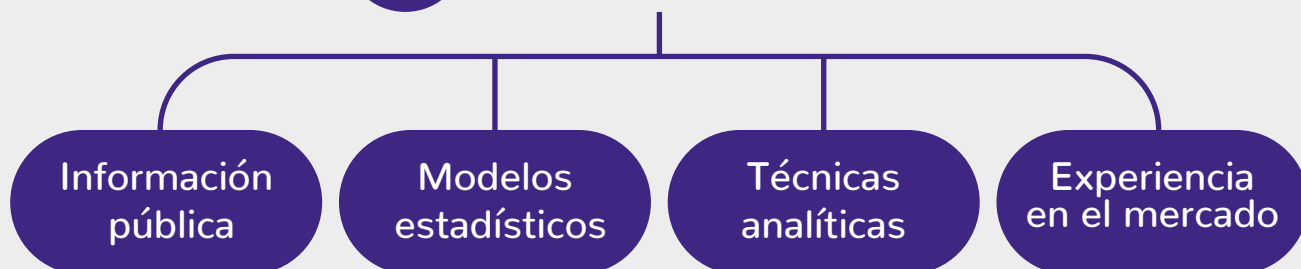 Información
pública
Modelos
estadísticos
Técnicas
analíticas
Experiencia
en el mercado